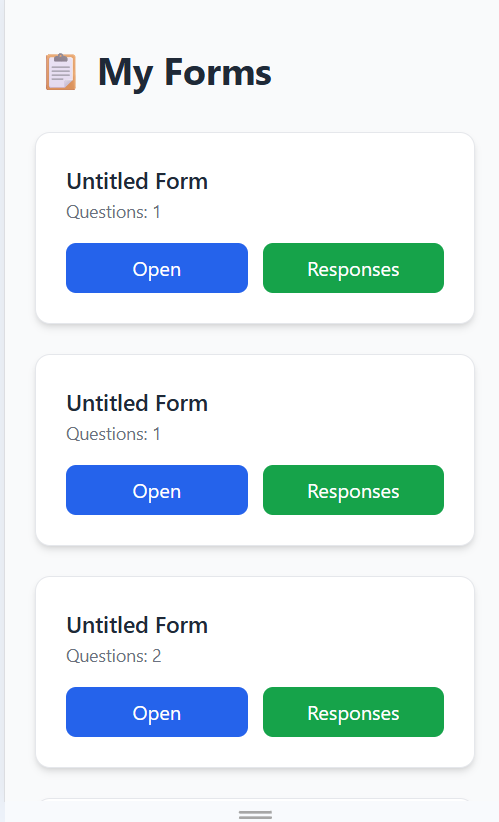 My Forms
Untitled Form
Questions: 1
Open Responses
Untitled Form
Questions: 1
Open Responses
Untitled Form
Questions: 2
Open Responses